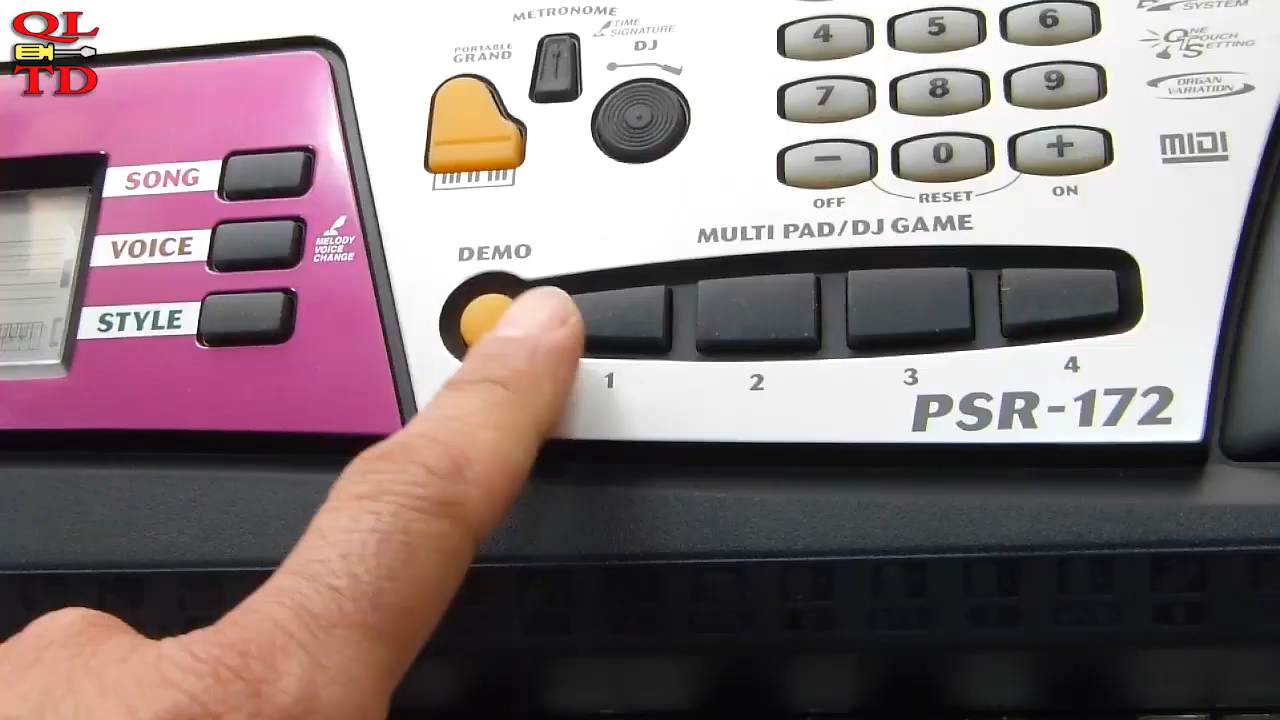 QL
TD
METRONOME
TIME
SIGNATURE
PORTABLE
GRAND
DJ
4
5
6
7
8
9
−
0
+
OFF
RESET
ON
SYSTEM
ONE
TOUCH
SETTING
ORGAN
VARIATION
MIDI
SONG
VOICE
MELODY
VOICE
CHANGE
STYLE
DEMO
MULTI PAD/DJ GAME
1
2
3
4
PSR-172